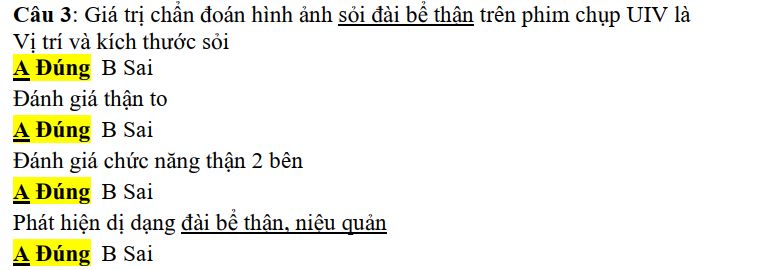 Câu 3: Giá trị chẩn đoán hình ảnh sỏi đài bể thận trên phim chụp UIV là
Vị trí và kích thước sỏi
A Đúng B Sai
Đánh giá thận to
A Đúng B Sai
Đánh giá chức năng thận 2 bên
A Đúng B Sai
Phát hiện dị dạng đài bể thận, niệu quản
A Đúng B Sai